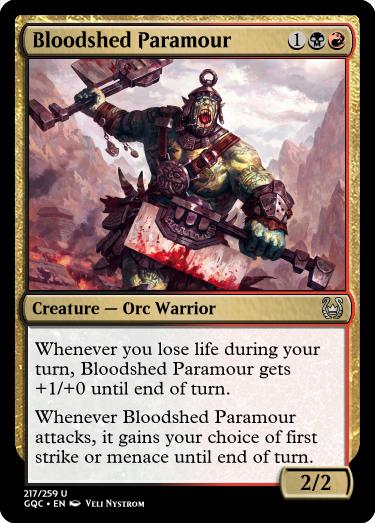 Bloodshed Paramour 1
Creature — Orc Warrior
Whenever you lose life during your
turn, Bloodshed Paramour gets
+1/+0 until end of turn.
Whenever Bloodshed Paramour
attacks, it gains your choice of first
strike or menace until end of turn.
2/2
217/259 U
GQC • EN Veli Nystrom